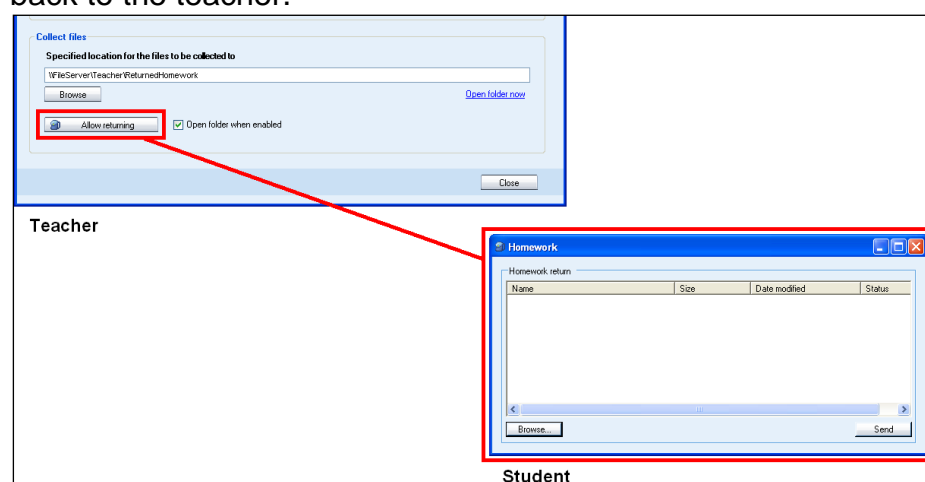 back to the teacher.
Collect files
Specified location for the files to be collected to
\\FileServer\Teacher\ReturnedHomework
Browse
Open folder now
Allow returning
Open folder when enabled
Close
Teacher
Homework
Homework return
Name Size Date modified Status
Browse... Send
Student